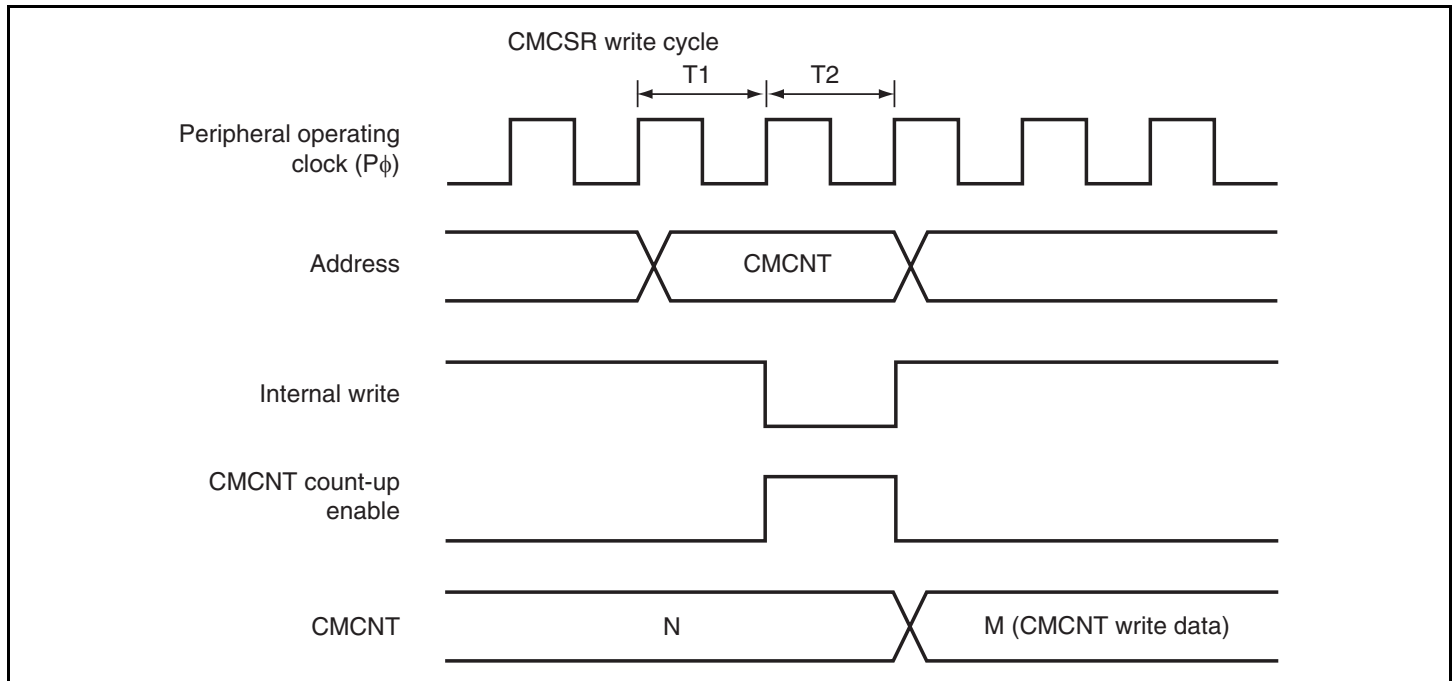 CMCSR write cycle
T1 T2
Peripheral operating
clock (Pϕ)
Address
CMCNT
Internal write
CMCNT count-up
enable
CMCNT
N
M (CMCNT write data)